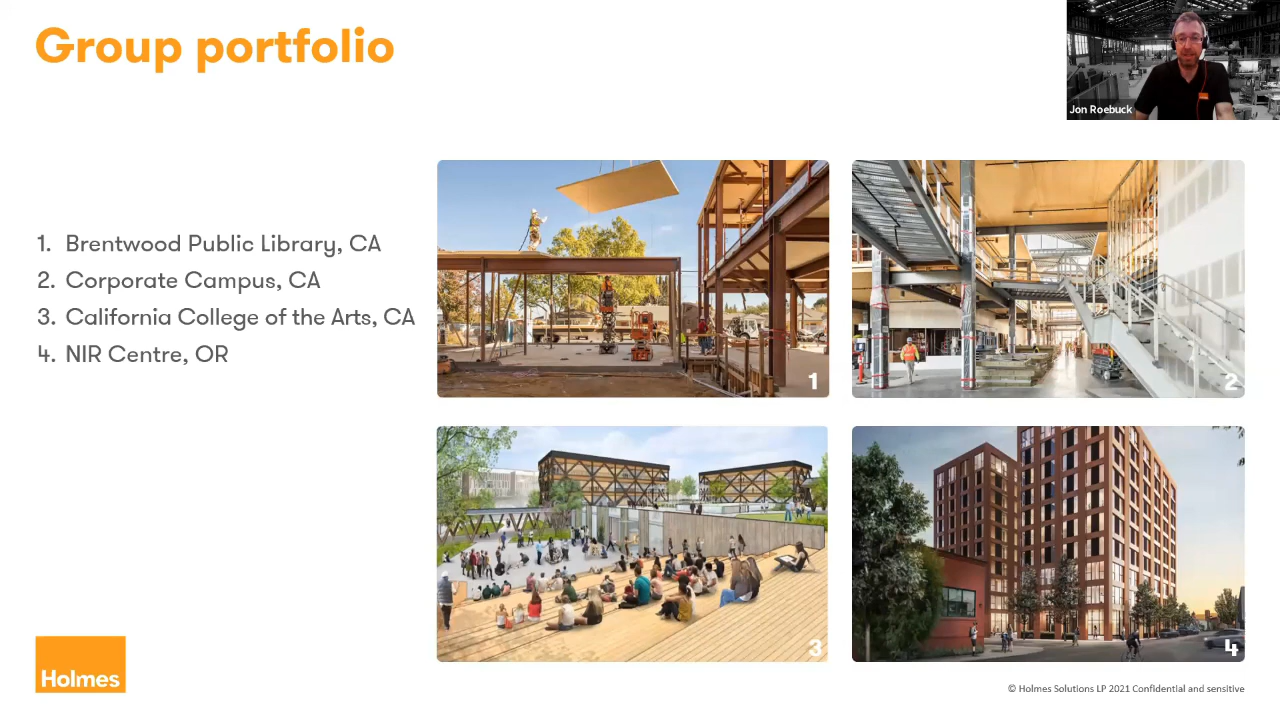 Group portfolio
Jon Roebuck
1. Brentwood Public Library, CA
2. Corporate Campus, CA
3. California College of the Arts, CA
4. NIR Centre, OR
1
2
3
4
Holmes
© Holmes Solutions LP 2021 Confidential and sensitive